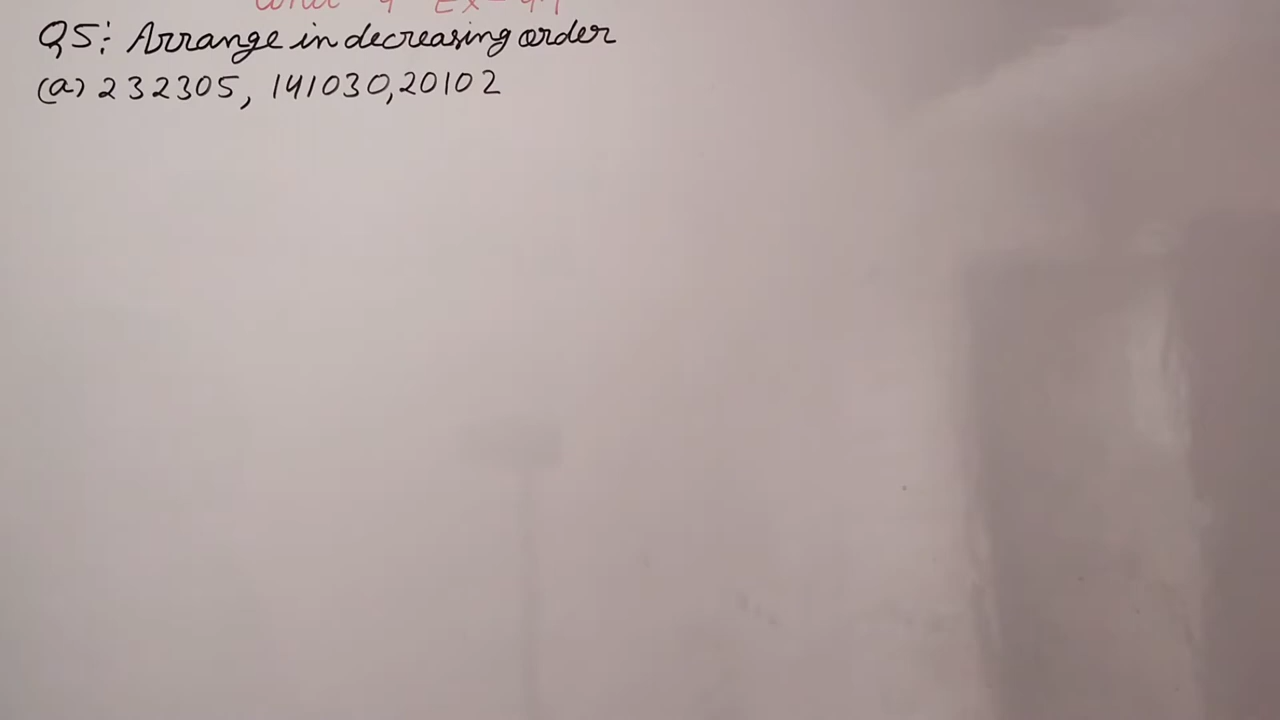 Q5: Arrange in decreasing order
(a) 232305, 141030, 20102